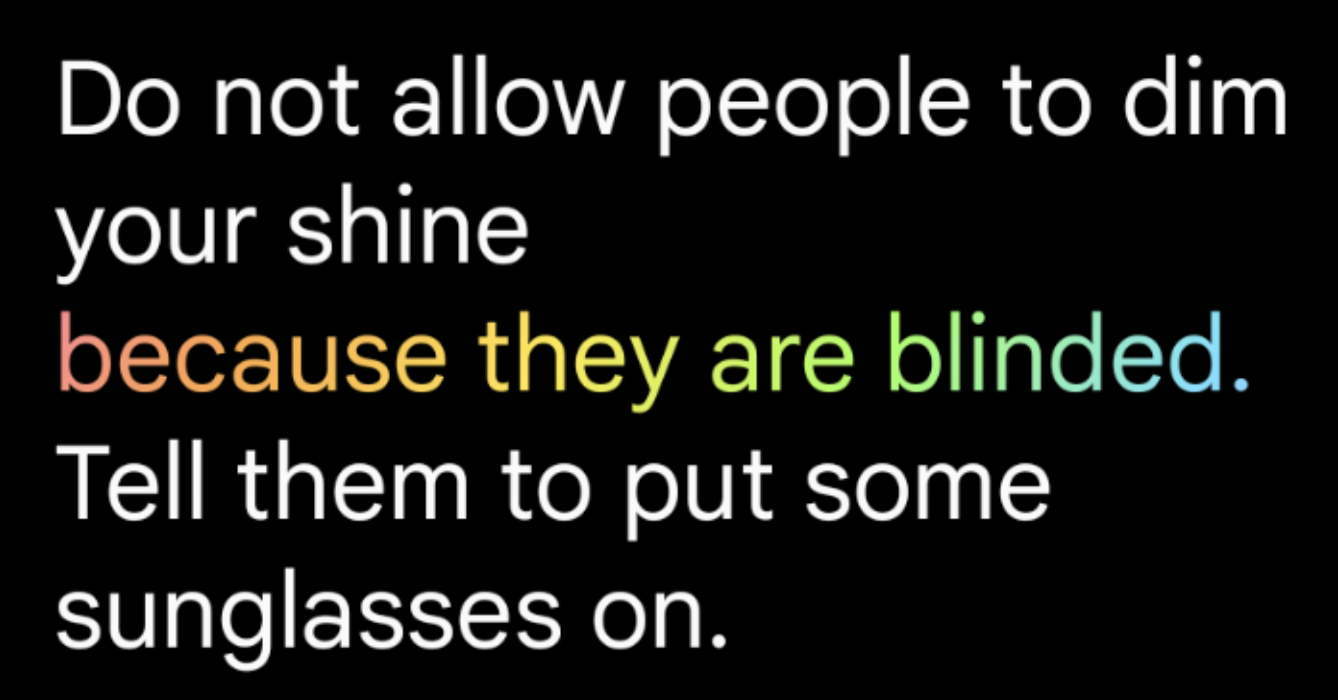 Do not allow people to dim
your shine
because they are blinded.
Tell them to put some
sunglasses on.